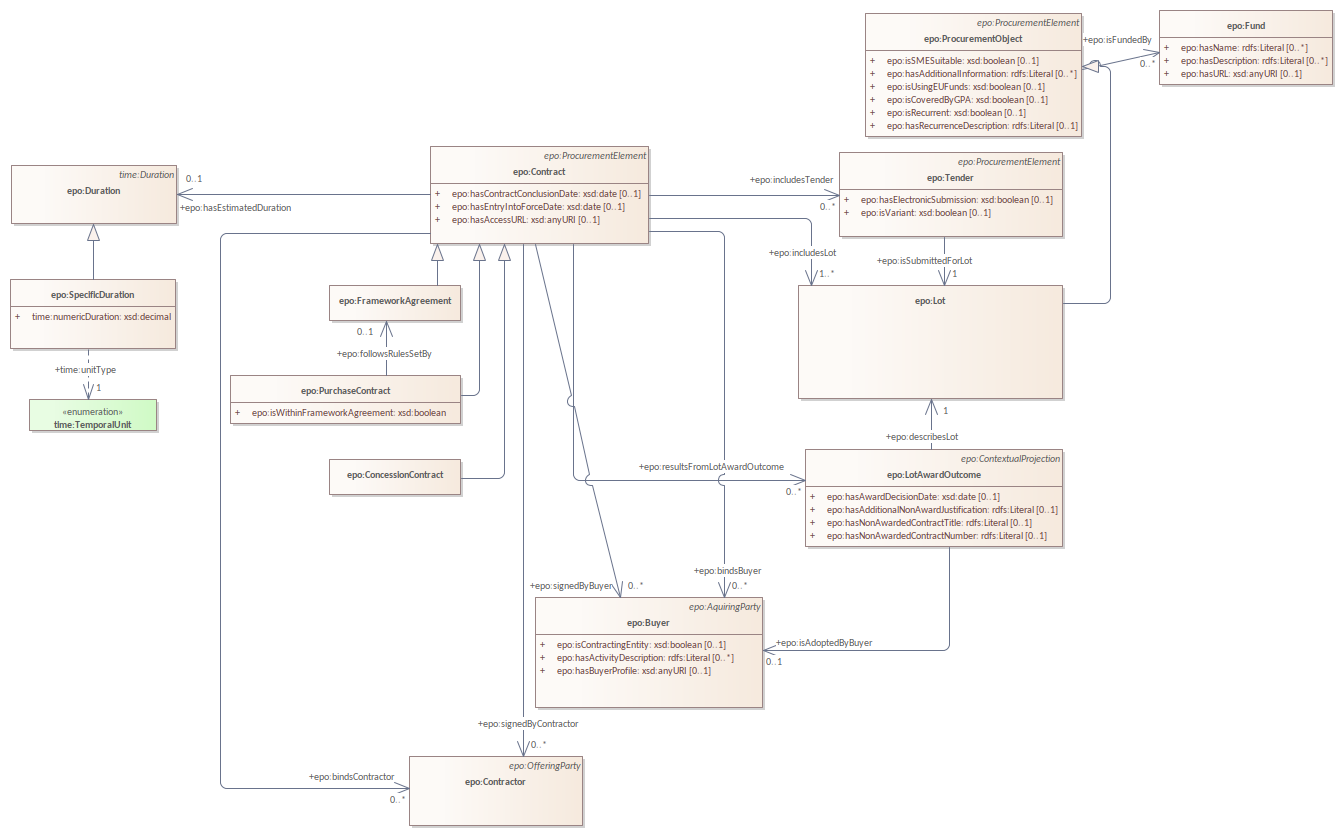 epo:ProcurementElement
epo:ProcurementObject
+ epo:isSMESuitable: xsd:boolean [0..1]
+ epo:hasAdditionalInformation: rdfs:Literal [0..*]
+ epo:isUsingEUFunds: xsd:boolean [0..1]
+ epo:isCoveredByGPA: xsd:boolean [0..1]
+ epo:isRecurrent: xsd:boolean [0..1]
+ epo:hasRecurrenceDescription: rdfs:Literal [0..1]
+epo:isFundedBy
0..*
epo:Fund
+ epo:hasName: rdfs:Literal [0..*]
+ epo:hasDescription: rdfs:Literal [0..*]
+ epo:hasURL: xsd:anyURI [0..1]
time:Duration
epo:Duration
0..1
+epo:hasEstimatedDuration
epo:ProcurementElement
epo:Contract
+ epo:hasContractConclusionDate: xsd:date [0..1]
+ epo:hasEntryIntoForceDate: xsd:date [0..1]
+ epo:hasAccessURL: xsd:anyURI [0..1]
+epo:includesTender
0..*
epo:ProcurementElement
epo:Tender
+ epo:hasElectronicSubmission: xsd:boolean [0..1]
+ epo:isVariant: xsd:boolean [0..1]
+epo:includesLot
1..*
+epo:isSubmittedForLot
1
epo:SpecificDuration
+ time:numericDuration: xsd:decimal
+time:unitType
1
«enumeration»
time:TemporalUnit
epo:FrameworkAgreement
0..1
+epo:followsRulesSetBy
epo:PurchaseContract
+ epo:isWithinFrameworkAgreement: xsd:boolean
epo:ConcessionContract
epo:Lot
1
+epo:describesLot
+epo:resultsFromLotAwardOutcome
0..*
epo:ContextualProjection
epo:LotAwardOutcome
+ epo:hasAwardDecisionDate: xsd:date [0..1]
+ epo:hasAdditionalNonAwardJustification: rdfs:Literal [0..1]
+ epo:hasNonAwardedContractTitle: rdfs:Literal [0..1]
+ epo:hasNonAwardedContractNumber: rdfs:Literal [0..1]
+epo:bindsBuyer
0..*
+epo:signedByBuyer
0..*
epo:AquiringParty
epo:Buyer
+ epo:isContractingEntity: xsd:boolean [0..1]
+ epo:hasActivityDescription: rdfs:Literal [0..*]
+ epo:hasBuyerProfile: xsd:anyURI [0..1]
+epo:isAdoptedByBuyer
0..1
+epo:signedByContractor
0..*
+epo:bindsContractor
0..*
epo:OfferingParty
epo:Contractor